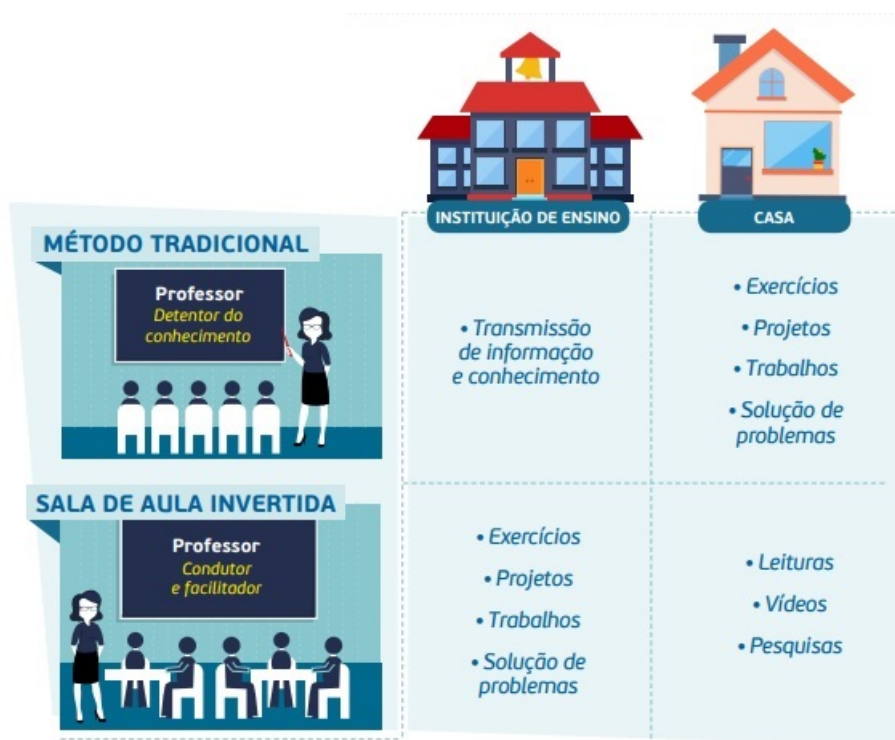 INSTITUIÇÃO DE ENSINO
CASA
MÉTODO TRADICIONAL
Professor
Detentor do
conhecimento
• Transmissão
de informação
e conhecimento
• Exercícios
• Projetos
• Trabalhos
• Solução de
problemas
SALA DE AULA INVERTIDA
Professor
Condutor
e facilitador
• Exercícios
• Projetos
• Trabalhos
• Solução de
problemas
• Leituras
• Vídeos
• Pesquisas